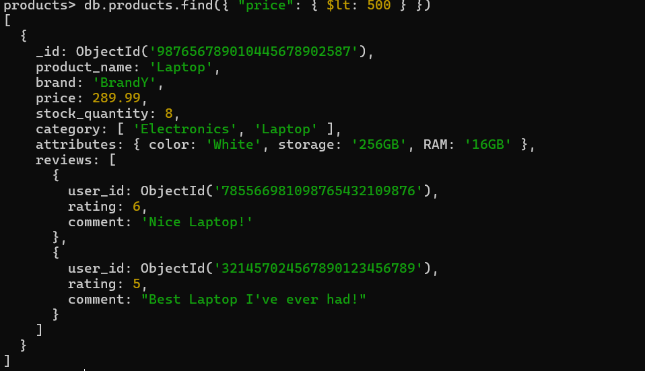 products> db.products.find({ "price": { $lt: 500 } })
[
  {
    _id: ObjectId('987656789010445678902587'),
    product_name: 'Laptop',
    brand: 'BrandY',
    price: 289.99,
    stock_quantity: 8,
    category: [ 'Electronics', 'Laptop' ],
    attributes: { color: 'White', storage: '256GB', RAM: '16GB' },
    reviews: [
      {
        user_id: ObjectId('785566981098765432109876'),
        rating: 6,
        comment: 'Nice Laptop!'
      },
      {
        user_id: ObjectId('321457024567890123456789'),
        rating: 5,
        comment: "Best Laptop I've ever had!"
      }
    ]
  }
]